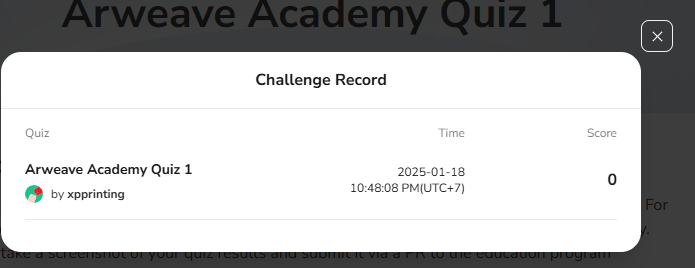 Arweave Academy Quiz 1
Challenge Record
Quiz Time Score
Arweave Academy Quiz 1
by xpprinting
2025-01-18
10:48:08 PM(UTC+7)
0
For
y.
take a screenshot of your quiz results and submit it via a PR to the education program